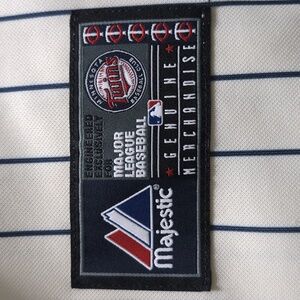 MINNESOTA
Twins
BASEBALL CLUB
ENGINEERED
EXCLUSIVELY
FOR
MAJOR
LEAGUE
BASEBALL
★ GENUINE ★
MERCHANDISE
Majestic®